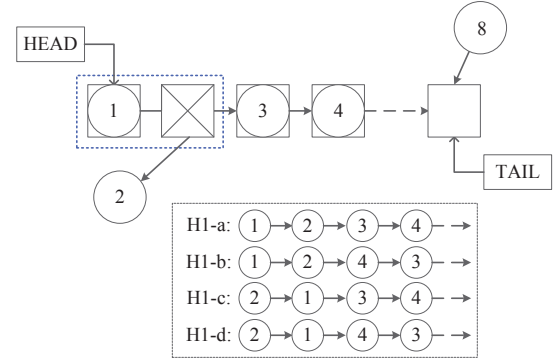 8
HEAD
1 3 4
TAIL
2
H1-a: 1 2 3 4
H1-b: 1 2 4 3
H1-c: 2 1 3 4
H1-d: 2 1 4 3